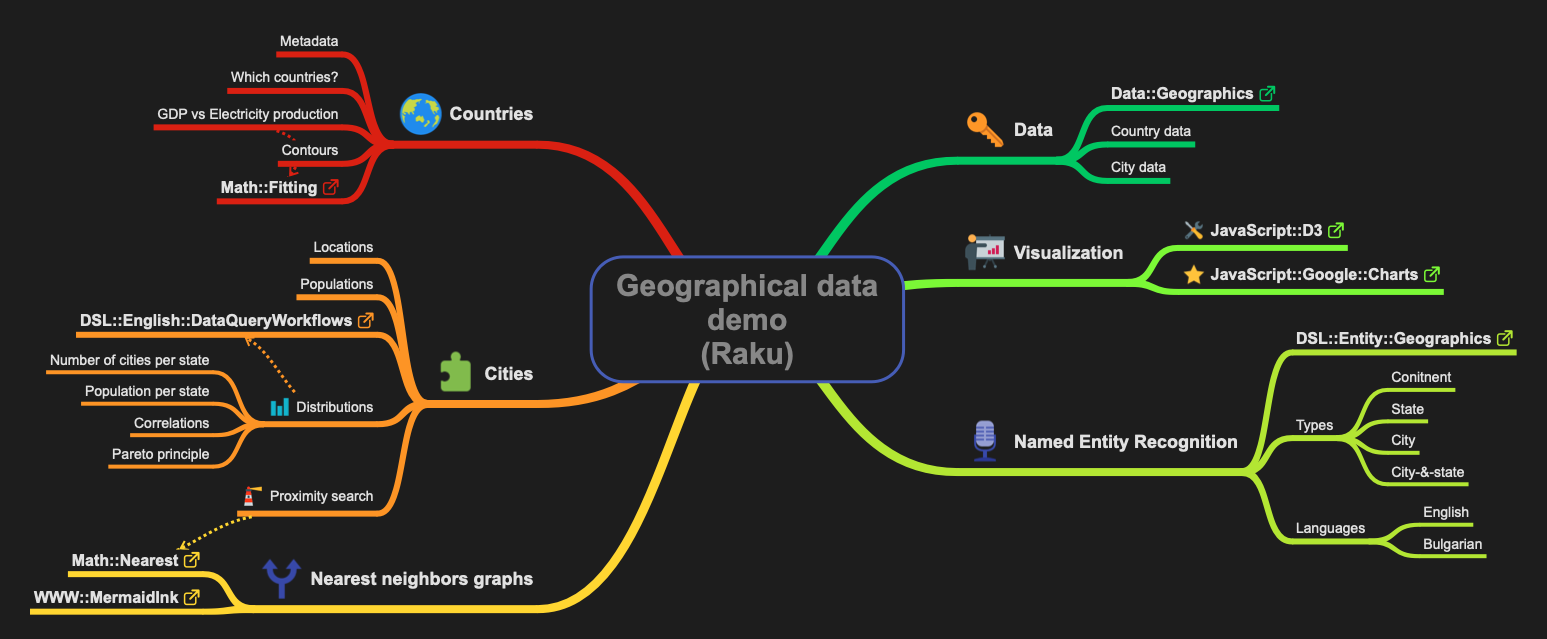 Geographical data
demo
(Raku)
Data
Data::Geographics
Country data
City data
Visualization
JavaScript::D3
JavaScript::Google::Charts
Named Entity Recognition
DSL::Entity::Geographics
Types
Conitnent
State
City
City-&-state
Languages
English
Bulgarian
Countries
Metadata
Which countries?
GDP vs Electricity production
Contours
Math::Fitting
Cities
Locations
Populations
DSL::English::DataQueryWorkflows
Distributions
Number of cities per state
Population per state
Correlations
Pareto principle
Proximity search
Nearest neighbors graphs
Math::Nearest
WWW::MermaidInk